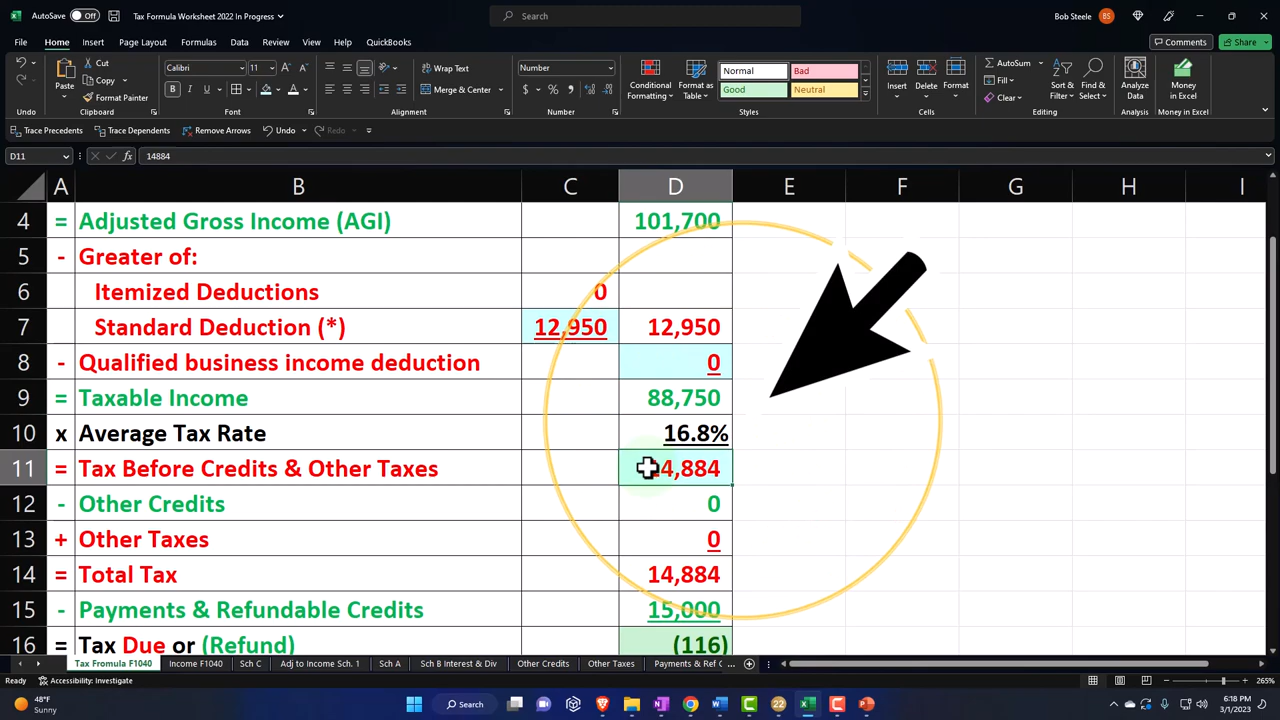 AutoSave Off Tax Formula Worksheet 2022 In Progress Search Bob Steele BS
File Home Insert Page Layout Formulas Data Review View Help QuickBooks Comments Share
Undo Paste Cut Copy Format Painter Clipboard
Calibri 11 B I U Font
Wrap Text Merge & Center Alignment
Number $ % Number
Conditional Formatting Format as Table Normal Bad Good Neutral Styles
Insert Delete Format Cells
AutoSum Fill Clear Sort & Filter Find & Select Editing
Analyze Data Analysis Money in Excel Money in Excel
Trace Precedents Trace Dependents Remove Arrows Undo Redo
D11 fx 14884
A B C D E F G H I
4 = Adjusted Gross Income (AGI) 101,700
5 - Greater of:
6 Itemized Deductions 0
7 Standard Deduction (*) 12,950 12,950
8 - Qualified business income deduction 0
9 = Taxable Income 88,750
10 x Average Tax Rate 16.8%
11 = Tax Before Credits & Other Taxes 4,884
12 - Other Credits 0
13 + Other Taxes 0
14 = Total Tax 14,884
15 - Payments & Refundable Credits 15,000
16 = Tax Due or (Refund) (116)
Tax Fromula F1040 Income F1040 Sch C Adj to Income Sch. 1 Sch A Sch B Interest & Div Other Credits Other Taxes Payments & Ref C ...
Ready Accessibility: Investigate 265%
48°F Sunny Search 22 6:18 PM 3/1/2023